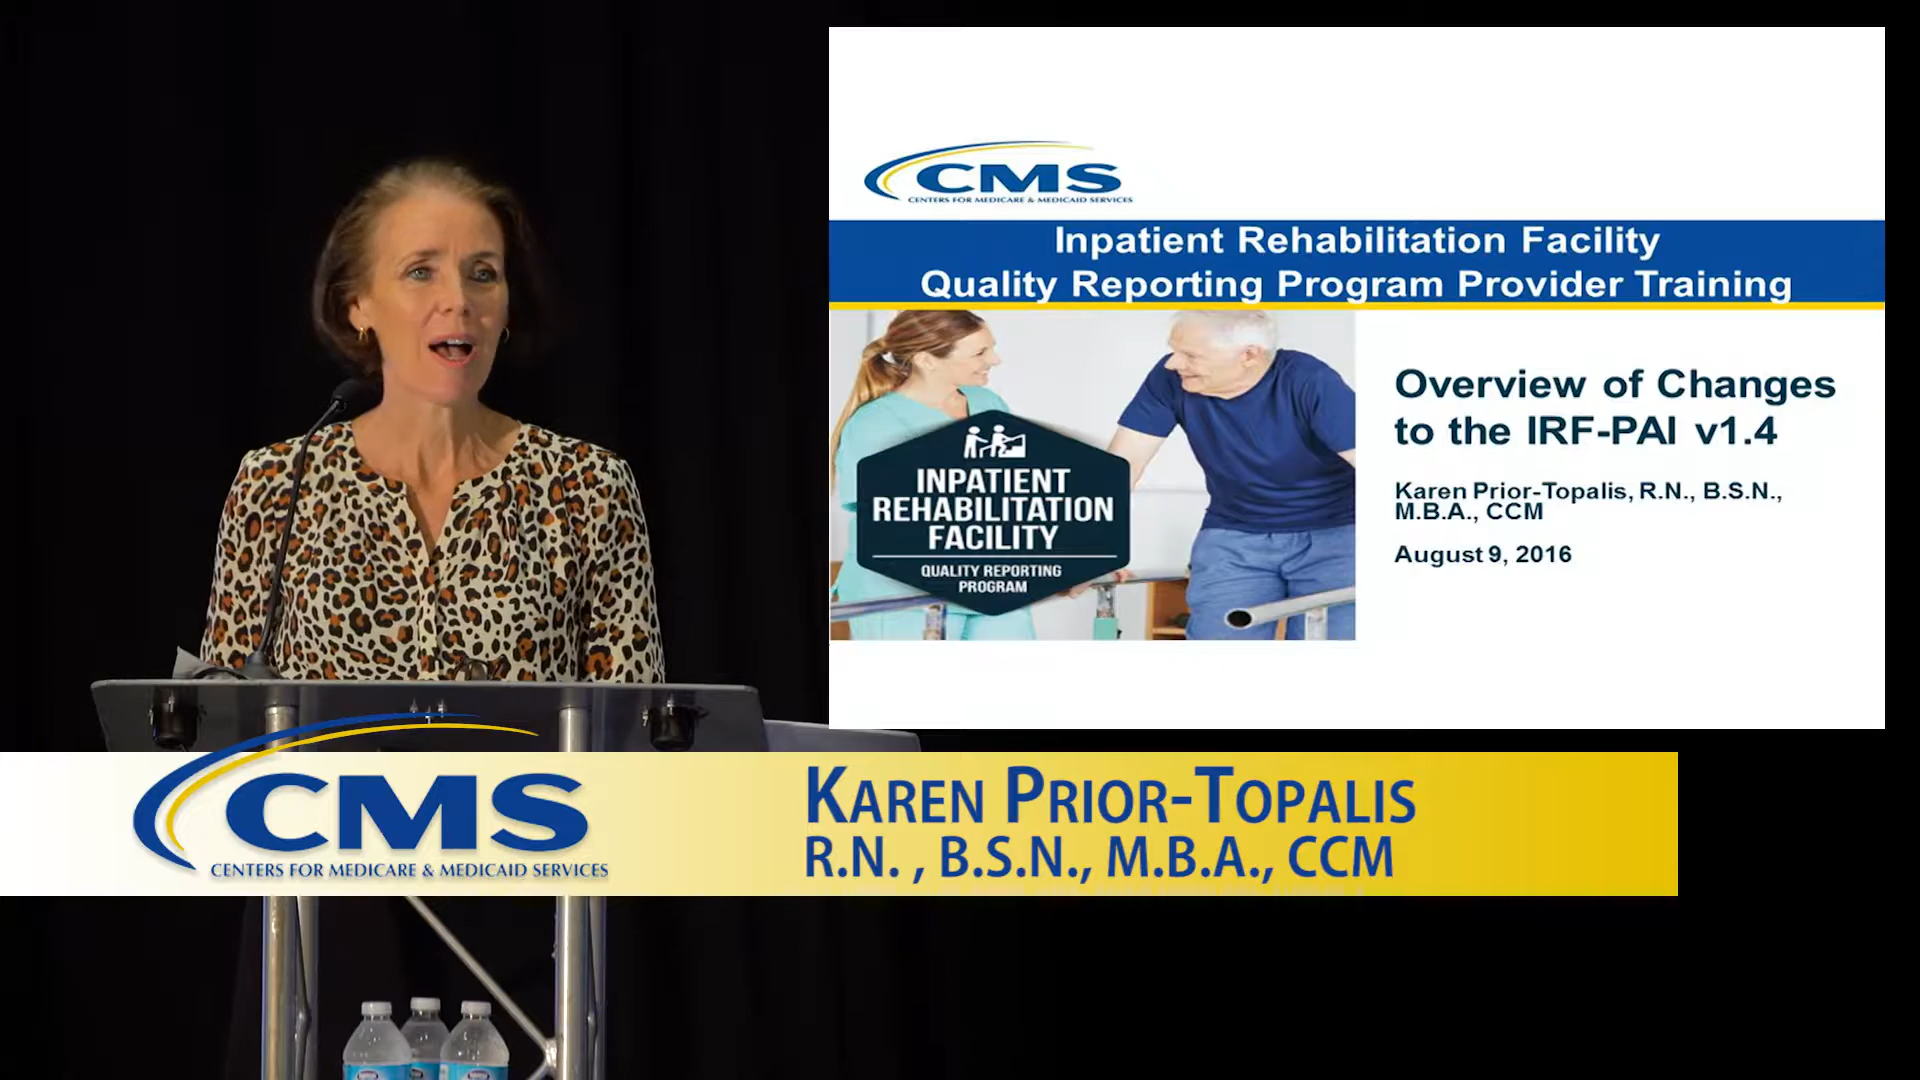 CMS
CENTERS FOR MEDICARE & MEDICAID SERVICES
Inpatient Rehabilitation Facility
Quality Reporting Program Provider Training
INPATIENT
REHABILITATION
FACILITY
QUALITY REPORTING
PROGRAM
Overview of Changes
to the IRF-PAI v1.4
Karen Prior-Topalis, R.N., B.S.N.,
M.B.A., CCM
August 9, 2016
CMS
CENTERS FOR MEDICARE & MEDICAID SERVICES
KAREN PRIOR-TOPALIS
R.N. , B.S.N., M.B.A., CCM